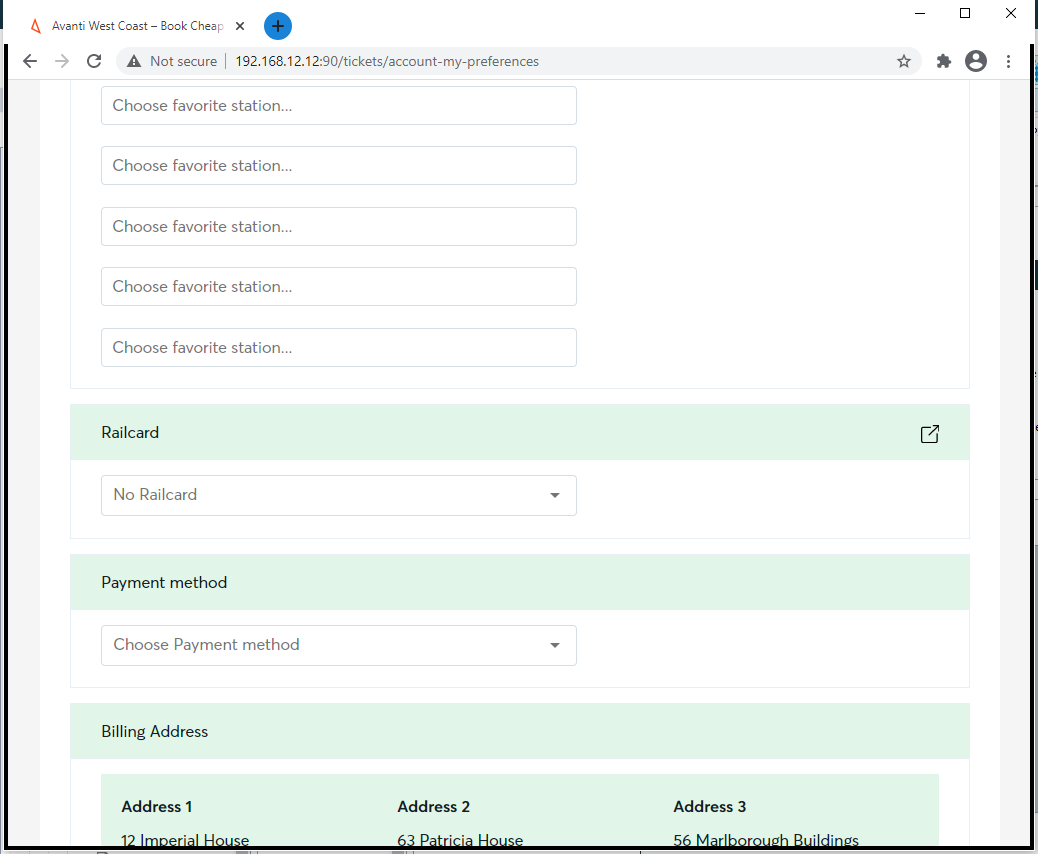 Avanti West Coast – Book Cheap
Not secure
192.168.12.12:90/tickets/account-my-preferences
Choose favorite station...
Choose favorite station...
Choose favorite station...
Choose favorite station...
Choose favorite station...
Railcard
No Railcard
Payment method
Choose Payment method
Billing Address
Address 1 Address 2 Address 3
12 Imperial House 63 Patricia House 56 Marlborough Buildings